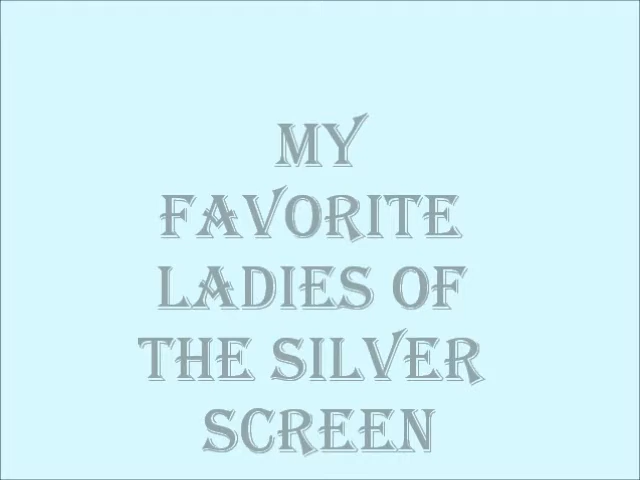 MY
FAVORITE
LADIES OF
THE SILVER
SCREEN